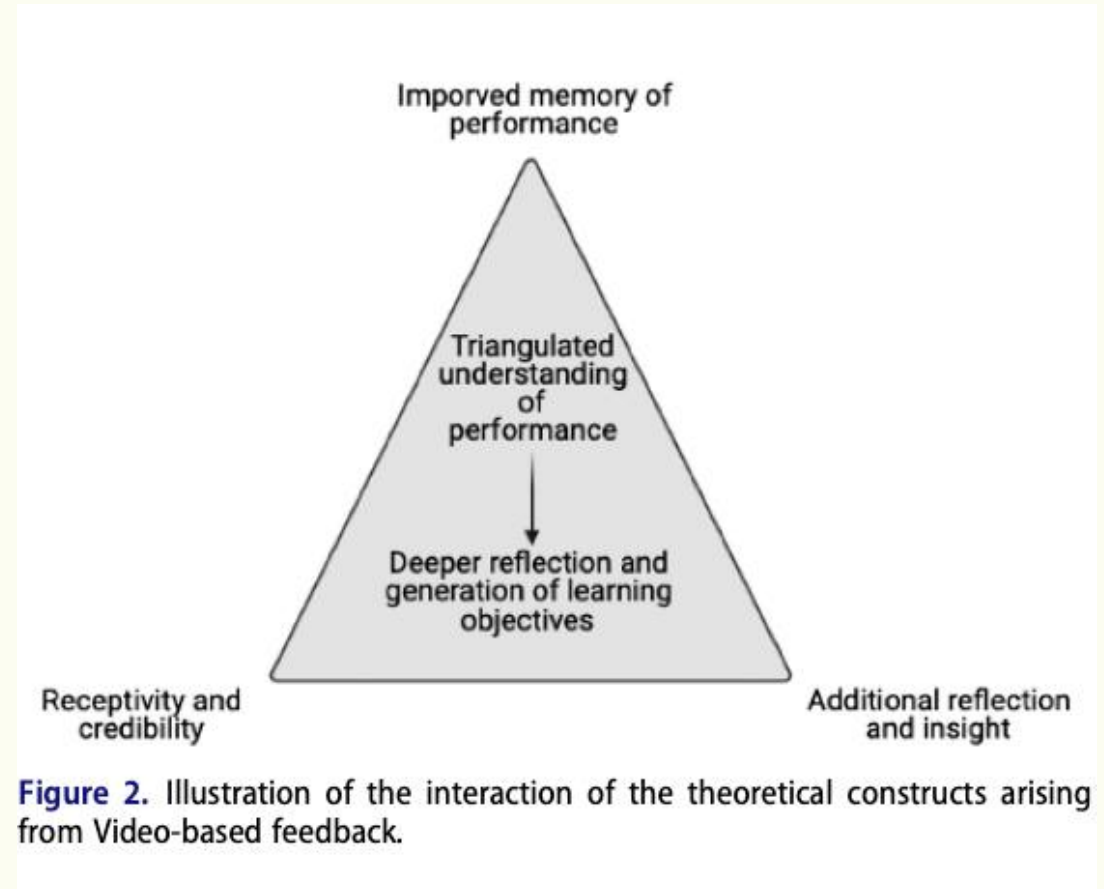 Imporved memory of
performance
Triangulated
understanding
of
performance
Deeper reflection and
generation of learning
objectives
Receptivity and
credibility
Additional reflection
and insight
Figure 2. Illustration of the interaction of the theoretical constructs arising
from Video-based feedback.